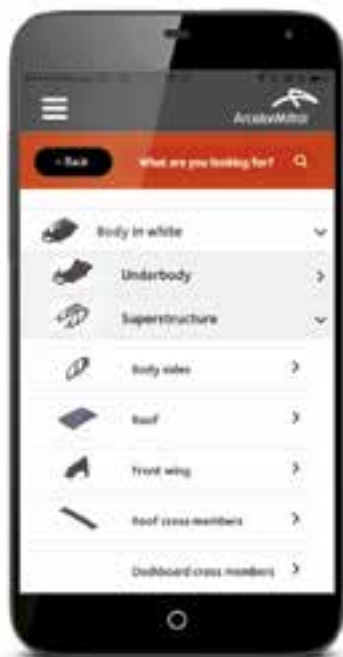 ArcelorMittal
< Back
What are you looking for?
Body in white
Underbody
Superstructure
Body sides
Roof
Front wing
Roof cross members
Dashboard cross members